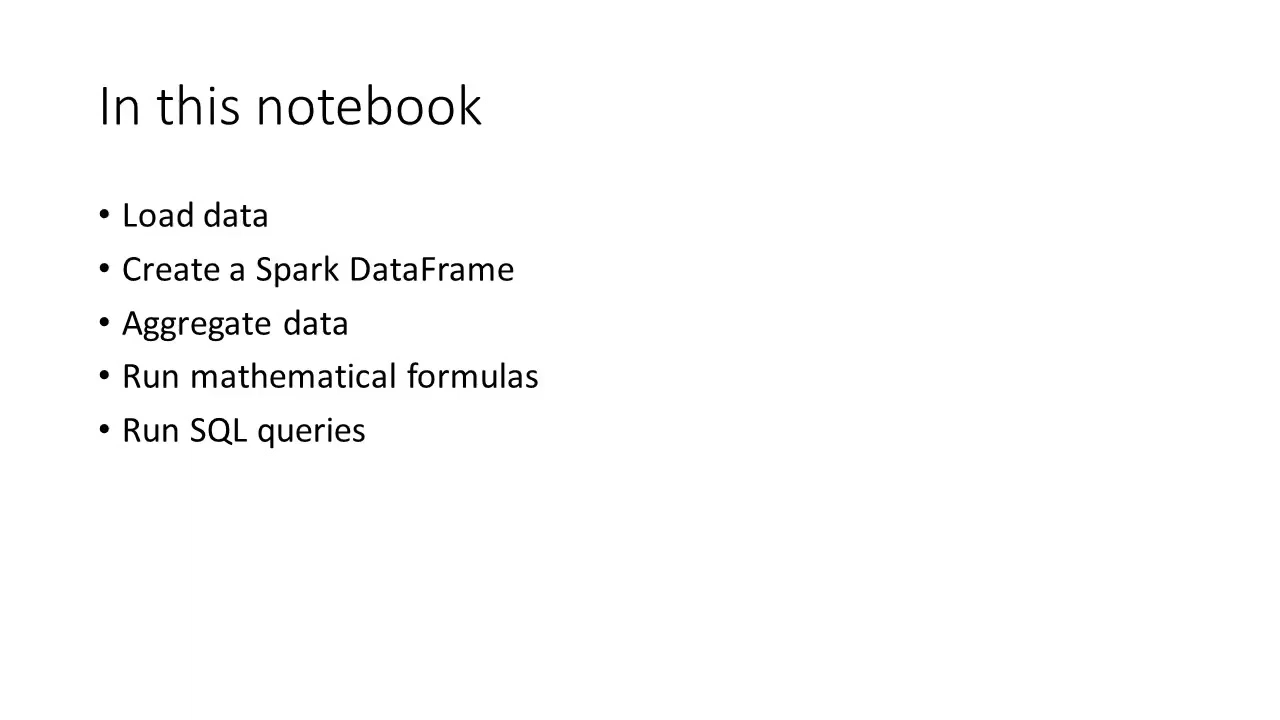 In this notebook
• Load data
• Create a Spark DataFrame
• Aggregate data
• Run mathematical formulas
• Run SQL queries